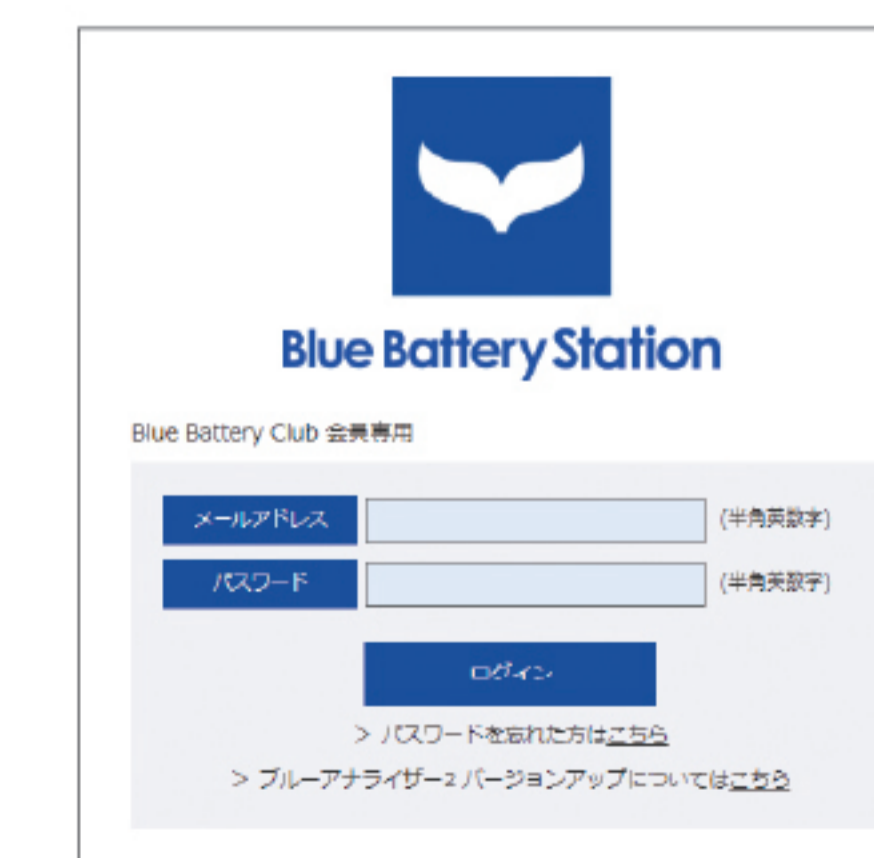 Blue Battery Station
Blue Battery Club 会員専用
メールアドレス (半角英数字)
パスワード (半角英数字)
ログイン
> パスワードを忘れた方はこちら
> ブルーアナライザー2 バージョンアップについてはこちら